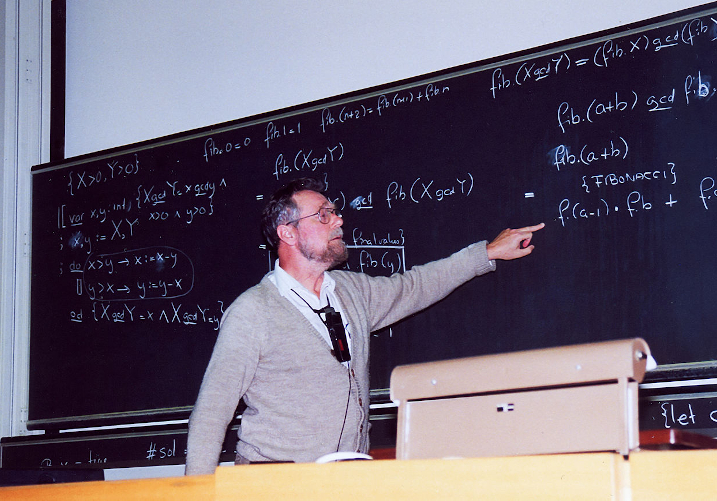 fib.0=0 fib.1=1 fib.(n+2)=fib(n+1)+fib n
{X>0, Y>0}
|[ var x,y:int; {X gcd Y = x gcd y ∧
x>0 ∧ y>0}
; x,y := X,Y
; do x>y → x:=x-y
[] y>x → y:=y-x
od {X gcd Y = x ∧ X gcd Y = y}
fib.(X gcd Y)
=
gcd fib(X gcd Y)
=
{final values}
fib(y)
fib.(X gcd Y) = (fib.X) gcd (fib.Y)
fib.(a+b) gcd fib.b
fib.(a+b)
= {FIBONACCI}
f.(a-1)·f.b +
#sol =
{let